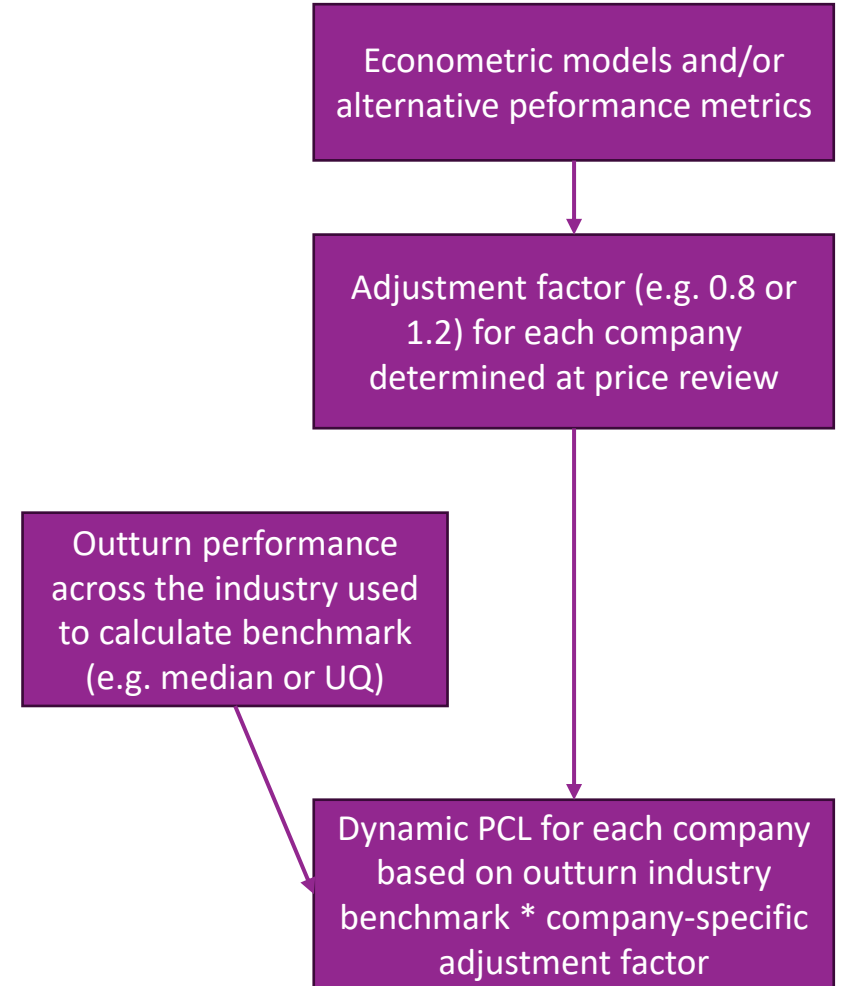 Econometric models and/or
alternative peformance metrics
Adjustment factor (e.g. 0.8 or
1.2) for each company
determined at price review
Outturn performance
across the industry used
to calculate benchmark
(e.g. median or UQ)
Dynamic PCL for each company
based on outturn industry
benchmark * company-specific
adjustment factor